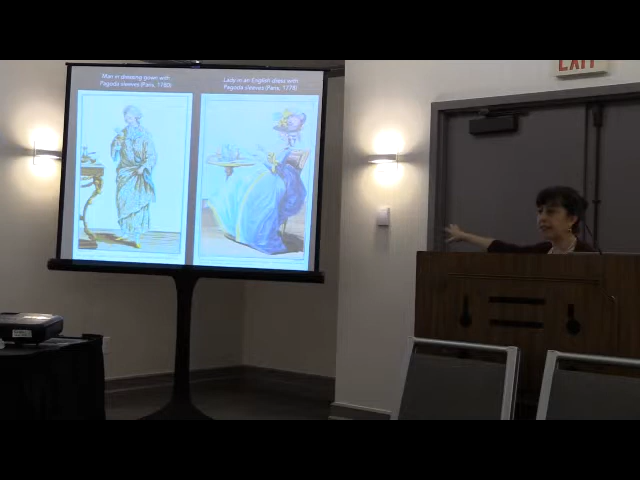 Man in dressing gown with
Pagoda sleeves (Paris, 1780)
Lady in an English dress with
Pagoda sleeves (Paris, 1778)
EXIT